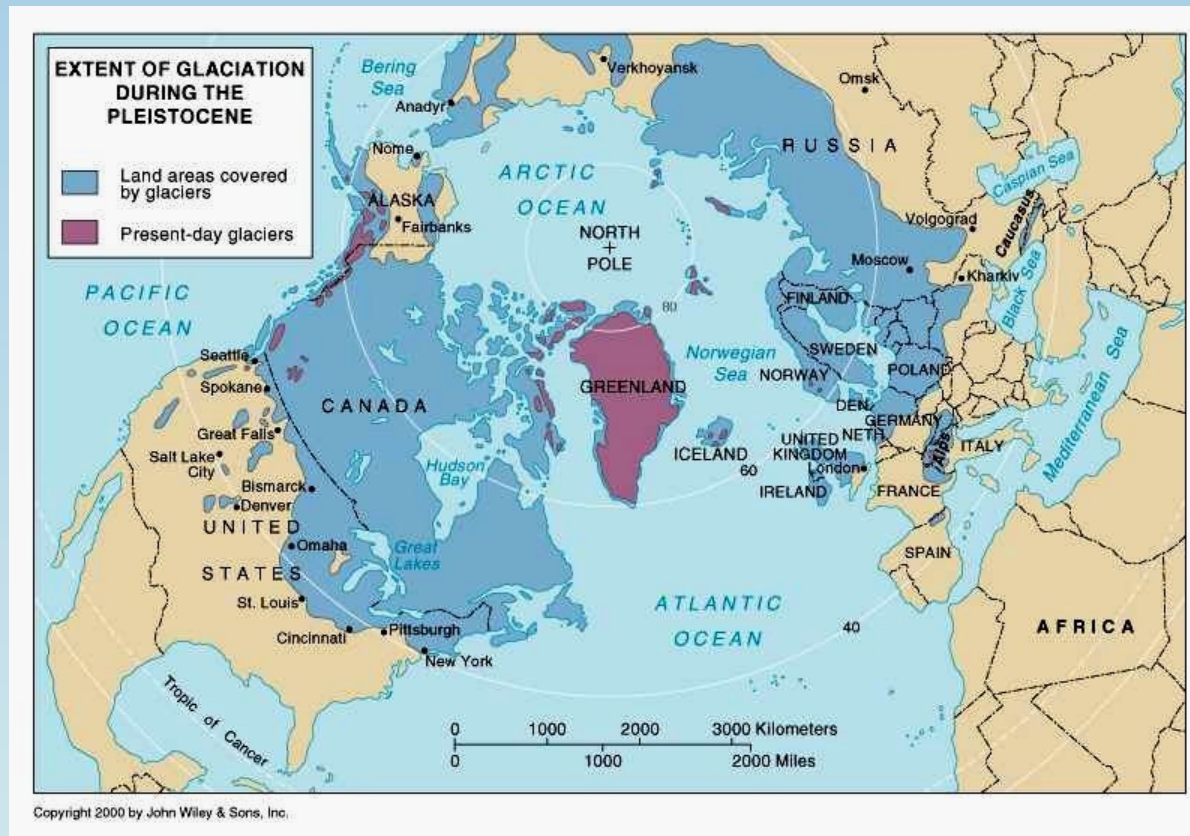 EXTENT OF GLACIATION
DURING THE
PLEISTOCENE
Land areas covered
by glaciers
Present-day glaciers
Bering
Sea
Anadyr
Verkhoyansk
Omsk
RUSSIA
Nome
ALASKA
Fairbanks
ARCTIC
OCEAN
NORTH
+
POLE
80
Caspian Sea
Volgograd
Caucasus
Moscow
Kharkiv
Black Sea
PACIFIC
OCEAN
FINLAND
SWEDEN
NORWAY
POLAND
Norwegian
Sea
GREENLAND
Mediterranean Sea
Seattle
Spokane
CANADA
Great Falls
Salt Lake
City
Bismarck
Denver
UNITED
STATES
Omaha
Hudson
Bay
Great
Lakes
St. Louis
Cincinnati
Pittsburgh
New York
ICELAND
60
DEN.
GERMANY
NETH.
UNITED
KINGDOM
London
IRELAND
Alps
ITALY
FRANCE
SPAIN
ATLANTIC
OCEAN
40
AFRICA
Tropic of Cancer
0 1000 2000 3000 Kilometers
0 1000 2000 Miles
Copyright 2000 by John Wiley & Sons, Inc.